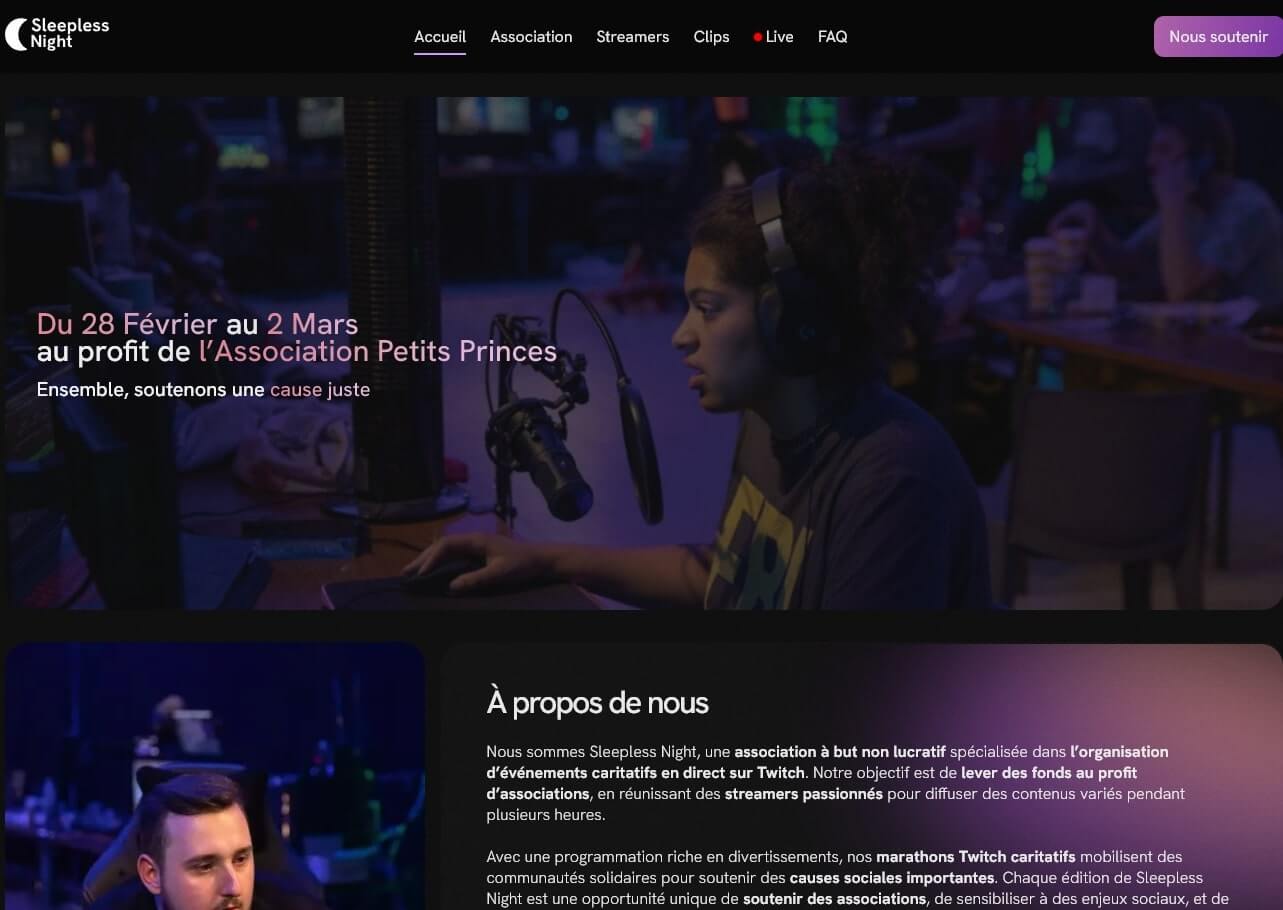 Sleepless
Night
Accueil
Association
Streamers
Clips
Live
FAQ
Nous soutenir
Du 28 Février au 2 Mars
au profit de l’Association Petits Princes
Ensemble, soutenons une cause juste
À propos de nous
Nous sommes Sleepless Night, une association à but non lucratif spécialisée dans l’organisation
d’événements caritatifs en direct sur Twitch. Notre objectif est de lever des fonds au profit
d’associations, en réunissant des streamers passionnés pour diffuser des contenus variés pendant
plusieurs heures.
Avec une programmation riche en divertissements, nos marathons Twitch caritatifs mobilisent des
communautés solidaires pour soutenir des causes sociales importantes. Chaque édition de Sleepless
Night est une opportunité unique de soutenir des associations, de sensibiliser à des enjeux sociaux, et de